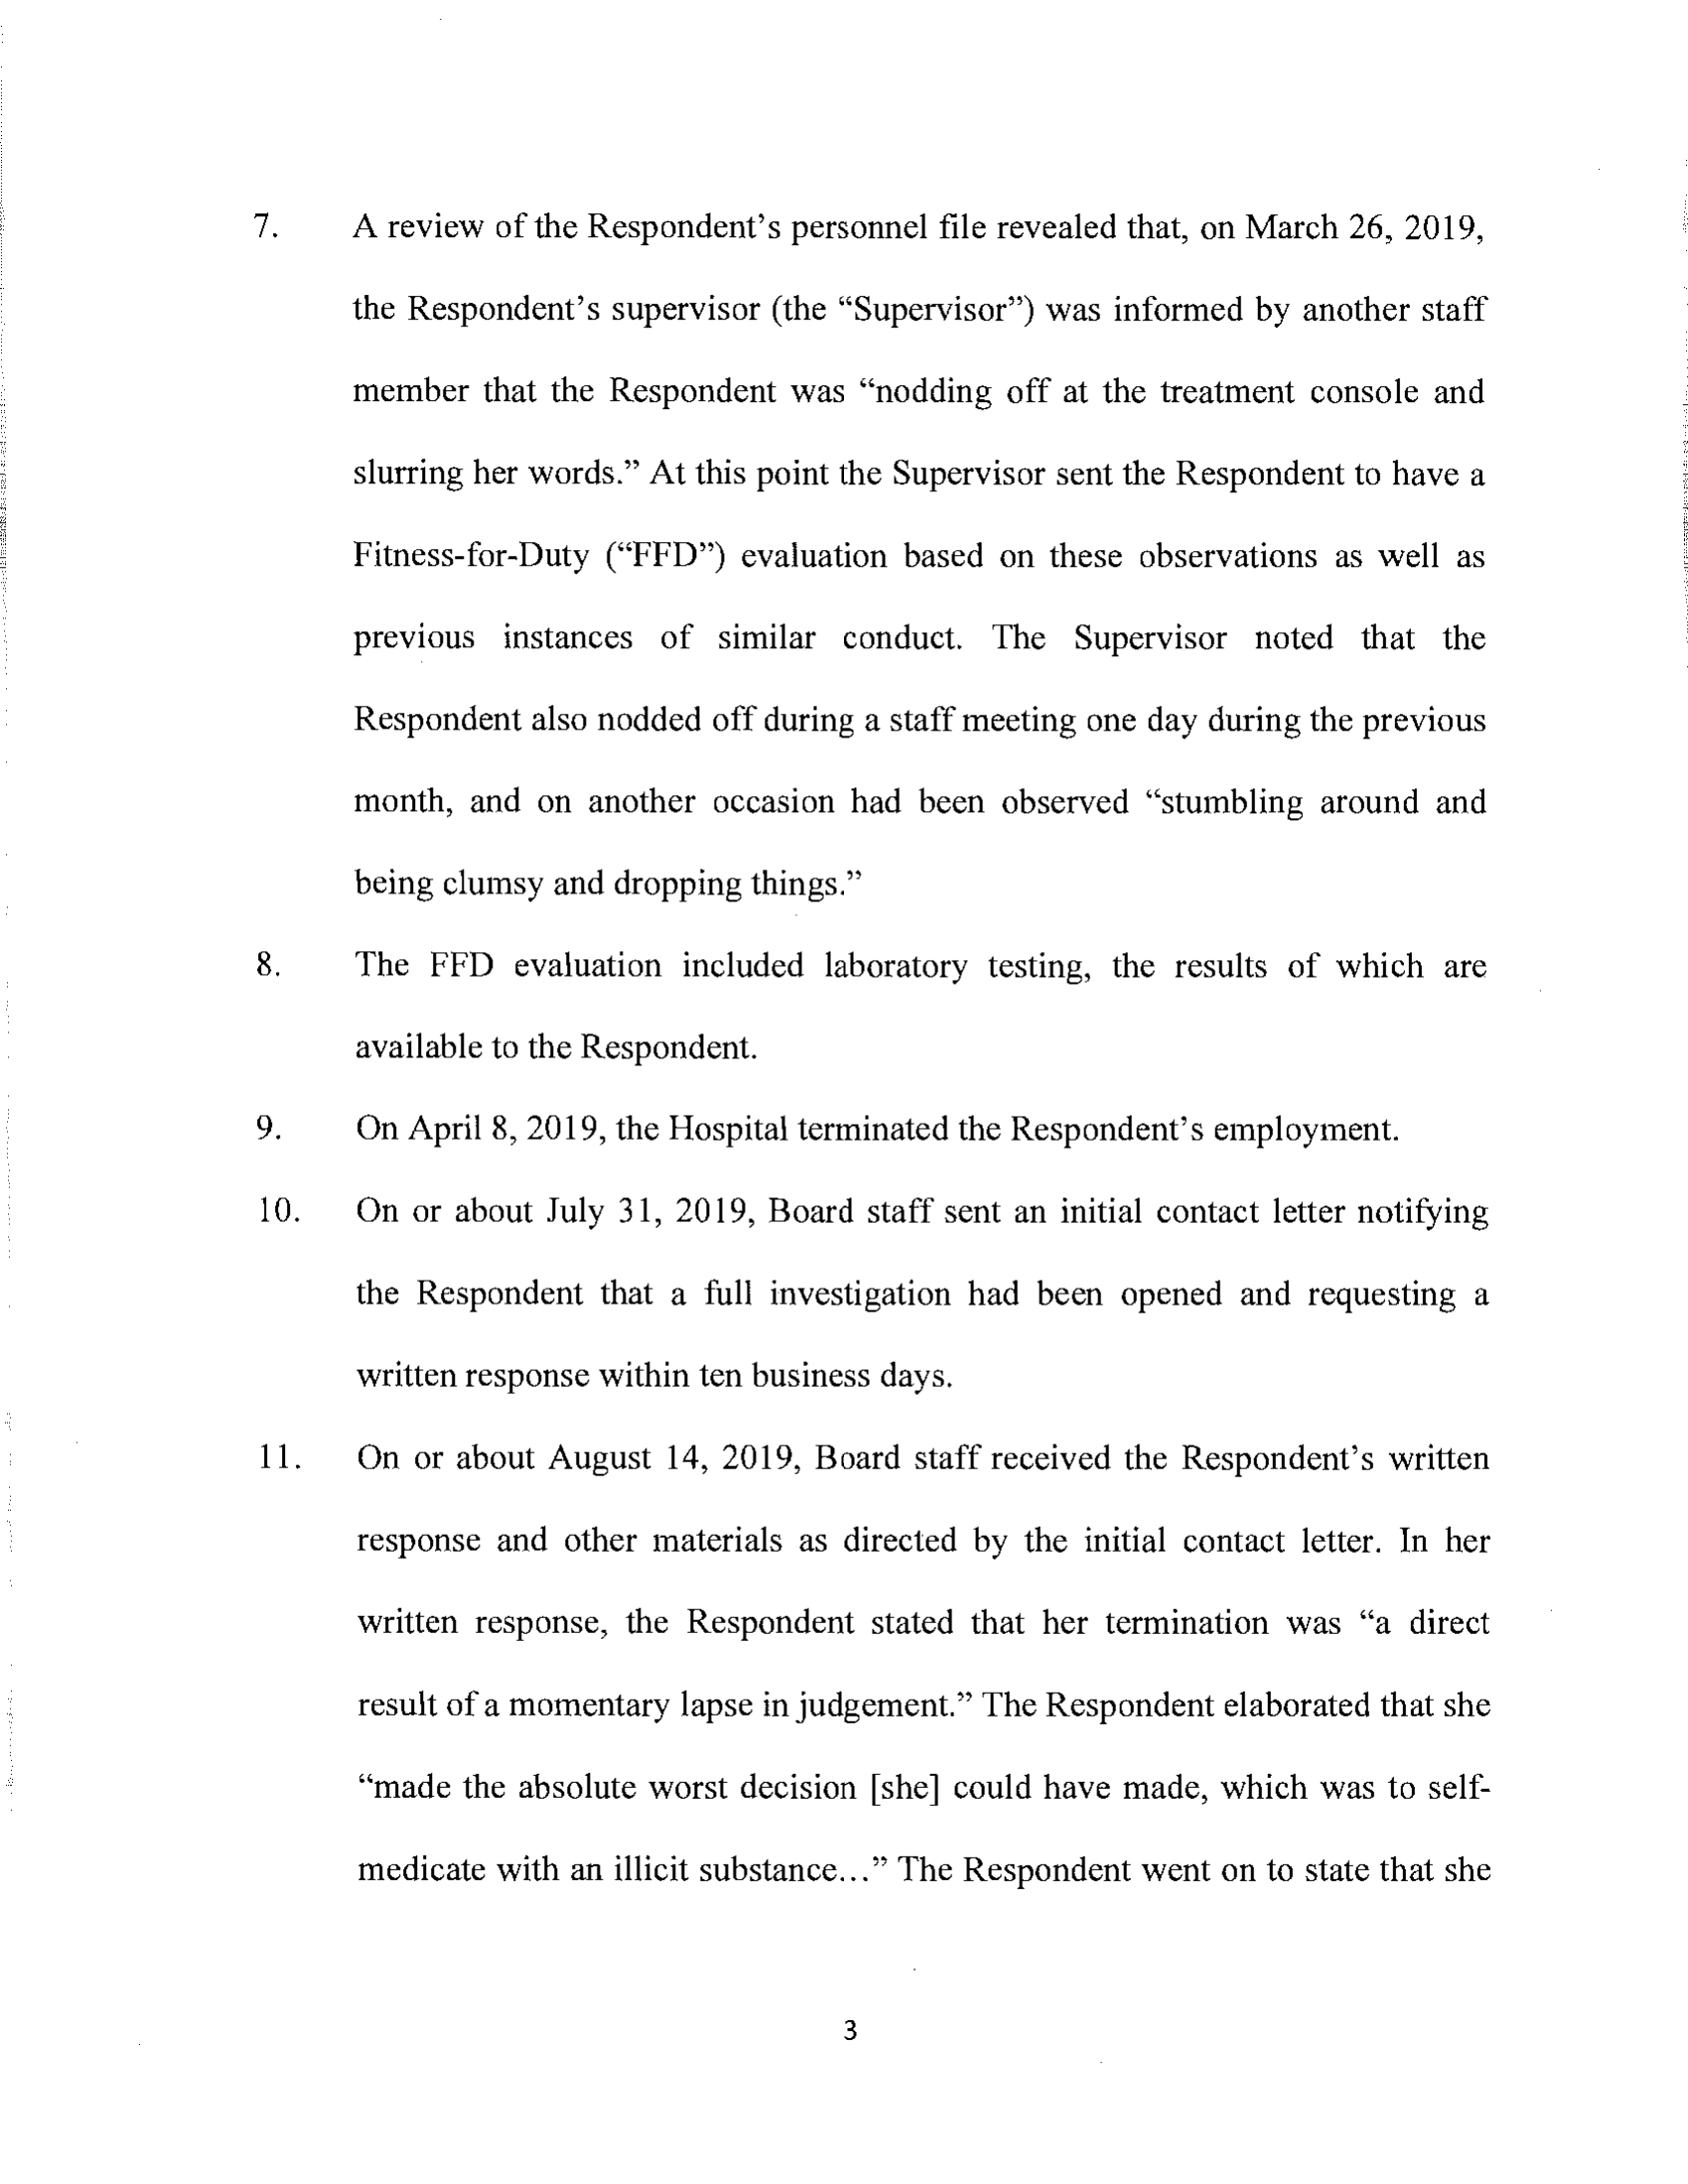 7. A review of the Respondent's personnel file revealed that, on March 26, 2019,
the Respondent's supervisor (the “Supervisor”) was informed by another staff
member that the Respondent was “nodding off at the treatment console and
slurring her words.” At this point the Supervisor sent the Respondent to have a
Fitness-for-Duty (“FFD”) evaluation based on these observations as well as
previous instances of similar conduct. The Supervisor noted that the
Respondent also nodded off during a staff meeting one day during the previous
month, and on another occasion had been observed “stumbling around and
being clumsy and dropping things.”
8. The FFD evaluation included laboratory testing, the results of which are
available to the Respondent.
9. On April 8, 2019, the Hospital terminated the Respondent's employment.
10. On or about July 31, 2019, Board staff sent an initial contact letter notifying
the Respondent that a full investigation had been opened and requesting a
written response within ten business days.
11. On or about August 14, 2019, Board staff received the Respondent's written
response and other materials as directed by the initial contact letter. In her
written response, the Respondent stated that her termination was “a direct
result of a momentary lapse in judgement.” The Respondent elaborated that she
“made the absolute worst decision [she] could have made, which was to self-
medicate with an illicit substance...” The Respondent went on to state that she
3